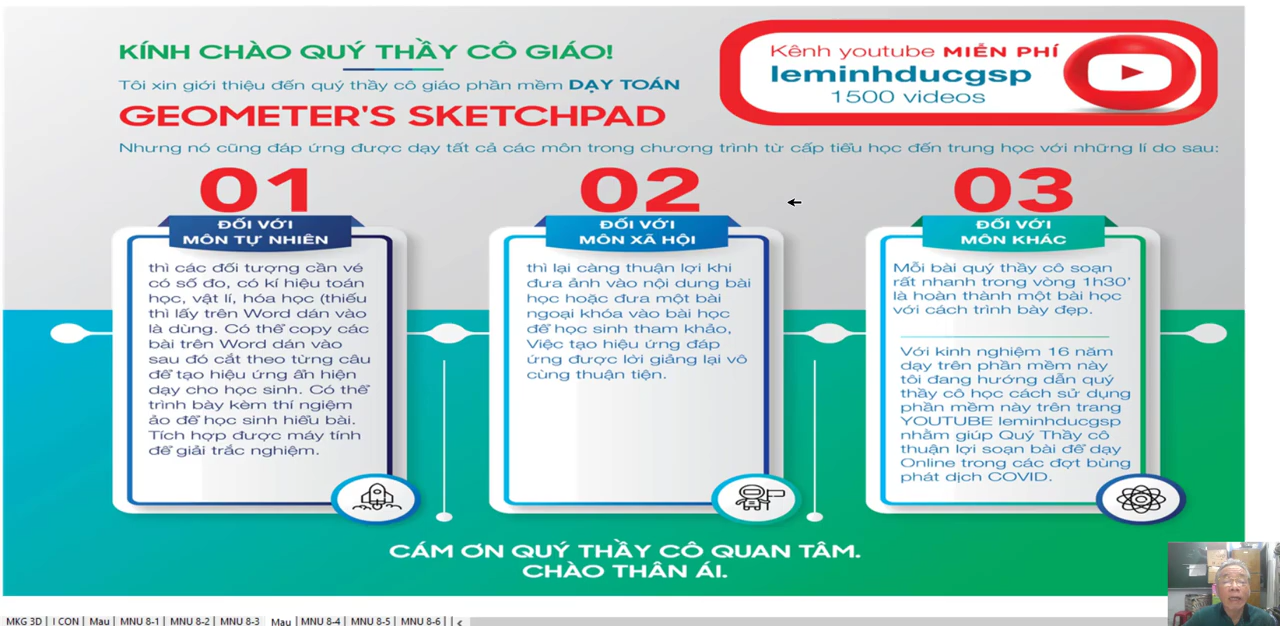 KÍNH CHÀO QUÝ THẦY CÔ GIÁO!
Tôi xin giới thiệu đến quý thầy cô giáo phần mềm DẠY TOÁN
GEOMETER'S SKETCHPAD
Kênh youtube MIỄN PHÍ
leminhducgsp
1500 videos
Nhưng nó cũng đáp ứng được dạy tất cả các môn trong chương trình từ cấp tiểu học đến trung học với những lí do sau:
01
ĐỐI VỚI
MÔN TỰ NHIÊN
thì các đối tượng cần vé
có số đo, có kí hiệu toán
học, vật lí, hóa học (thiếu
thì lấy trên Word dán vào
là dùng. Có thể copy các
bài trên Word dán vào
sau đó cắt theo từng câu
để tạo hiệu ứng ẩn hiện
dạy cho học sinh. Có thể
trình bày kèm thí ngiệm
ảo để học sinh hiểu bài.
Tích hợp được máy tính
để giải trắc nghiệm.
02
ĐỐI VỚI
MÔN XÃ HỘI
thì lại càng thuận lợi khi
đưa ảnh vào nội dung bài
học hoặc đưa một bài
ngoại khóa vào bài học
để học sinh tham khảo,
Việc tạo hiệu ứng đáp
ứng được lời giảng lại vô
cùng thuận tiện.
03
ĐỐI VỚI
MÔN KHÁC
Mỗi bài quý thầy cô soạn
rất nhanh trong vòng 1h30'
là hoàn thành một bài học
với cách trình bày đẹp.
Với kinh nghiệm 16 năm
dạy trên phần mềm này
tôi đang hướng dẫn quý
thầy cô học cách sử dụng
phần mềm này trên trang
YOUTUBE leminhducgsp
nhằm giúp Quý Thầy cô
thuận lợi soạn bài để dạy
Online trong các đợt bùng
phát dịch COVID.
CÁM ƠN QUÝ THẦY CÔ QUAN TÂM.
CHÀO THÂN ÁI.
MKG 3D | I CON | Mau | MNU 8-1 | MNU 8-2 | MNU 8-3 Mau | MNU 8-4 | MNU 8-5 | MNU 8-6 |